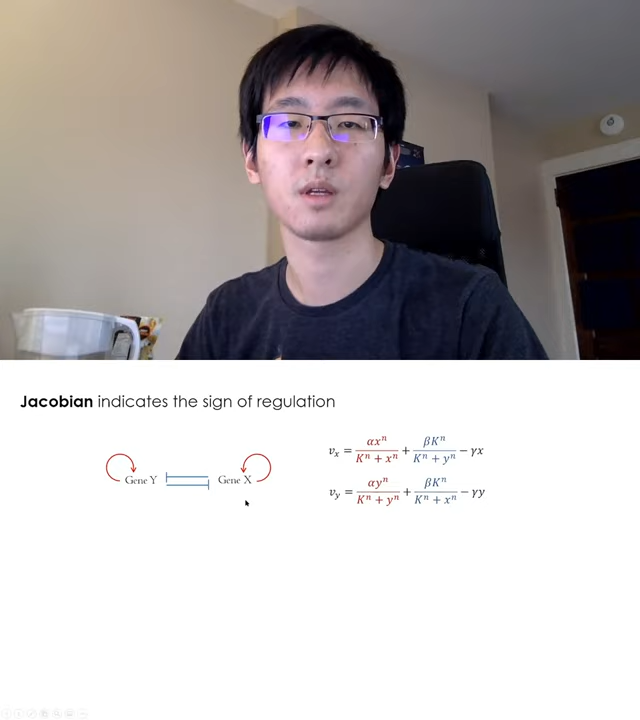 Jacobian indicates the sign of regulation
Gene Y Gene X
v_x = αx^n / (K^n + x^n) + βK^n / (K^n + y^n) − γx
v_y = αy^n / (K^n + y^n) + βK^n / (K^n + x^n) − γy